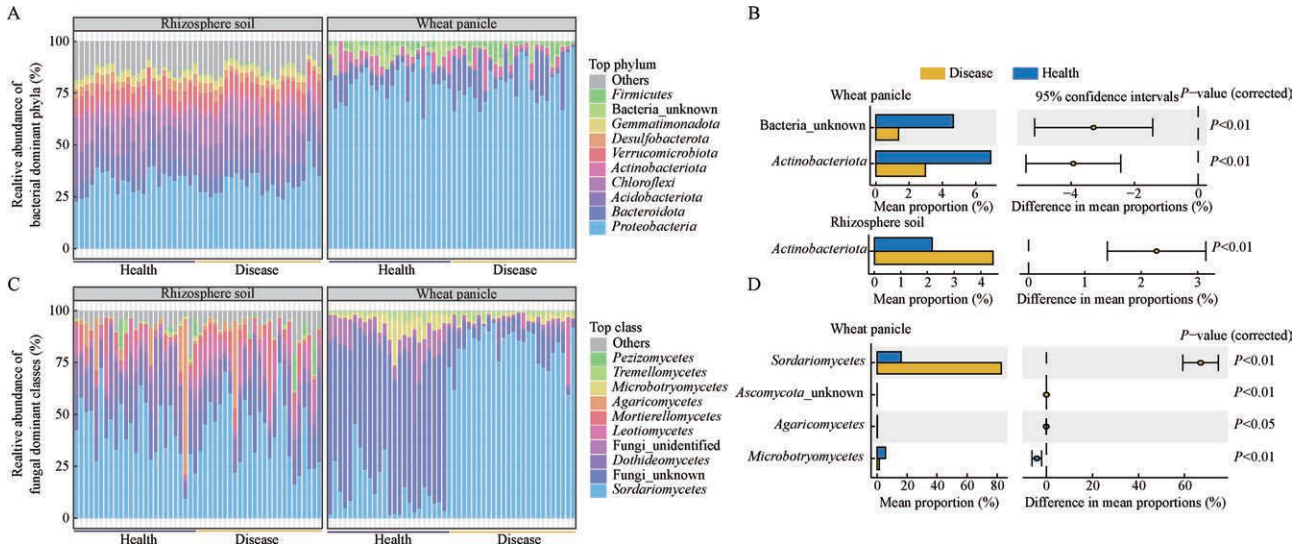 A
Rhizosphere soil
Wheat panicle
Realtive abundance of
bacterial dominant phyla (%)
100
75
50
25
0
Health
Disease
Health
Disease
Top phylum
Others
Firmicutes
Bacteria_unknown
Gemmatimonadota
Desulfobacterota
Verrucomicrobiota
Actinobacteriota
Chloroflexi
Acidobacteriota
Bacteroidota
Proteobacteria
B
Disease
Health
Wheat panicle
95% confidence intervals
P-value (corrected)
Bacteria_unknown
P<0.01
Actinobacteriota
P<0.01
0 2 4 6
Mean proportion (%)
−4 −2 0
Difference in mean proportions (%)
Rhizosphere soil
Actinobacteriota
P<0.01
0 1 2 3 4
Mean proportion (%)
0 1 2 3
Difference in mean proportions (%)
C
Rhizosphere soil
Wheat panicle
Realtive abundance of
fungal dominant classes (%)
100
75
50
25
0
Health
Disease
Health
Disease
Top class
Others
Pezizomycetes
Tremellomycetes
Microbotryomycetes
Agaricomycetes
Mortierellomycetes
Leotiomycetes
Fungi_unidentified
Dothideomycetes
Fungi_unknown
Sordariomycetes
D
Wheat panicle
P-value (corrected)
Sordariomycetes
P<0.01
Ascomycota_unknown
P<0.01
Agaricomycetes
P<0.05
Microbotryomycetes
P<0.01
0 20 40 60 80
Mean proportion (%)
0 20 40 60
Difference in mean proportions (%)